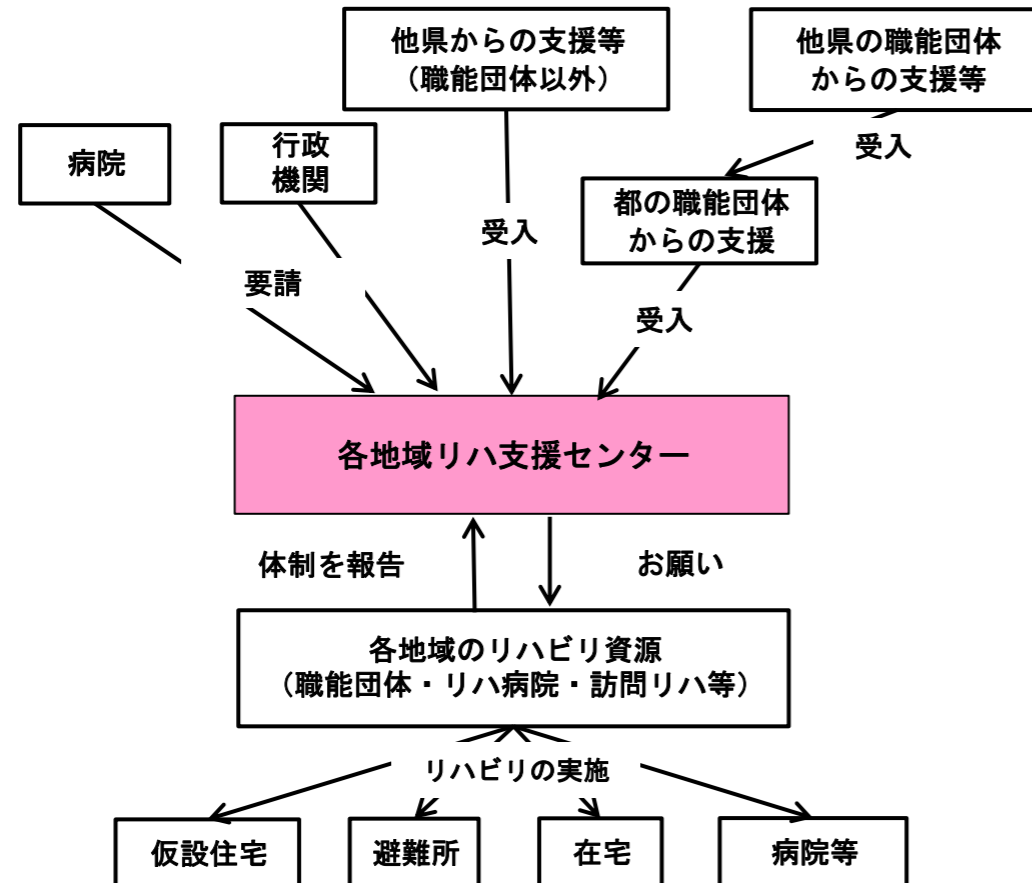 他県からの支援等
（職能団体以外）
他県の職能団体
からの支援等
病院
行政
機関
受入
都の職能団体
からの支援
受入
要請
受入
各地域リハ支援センター
体制を報告
お願い
各地域のリハビリ資源
（職能団体・リハ病院・訪問リハ等）
リハビリの実施
仮設住宅
避難所
在宅
病院等